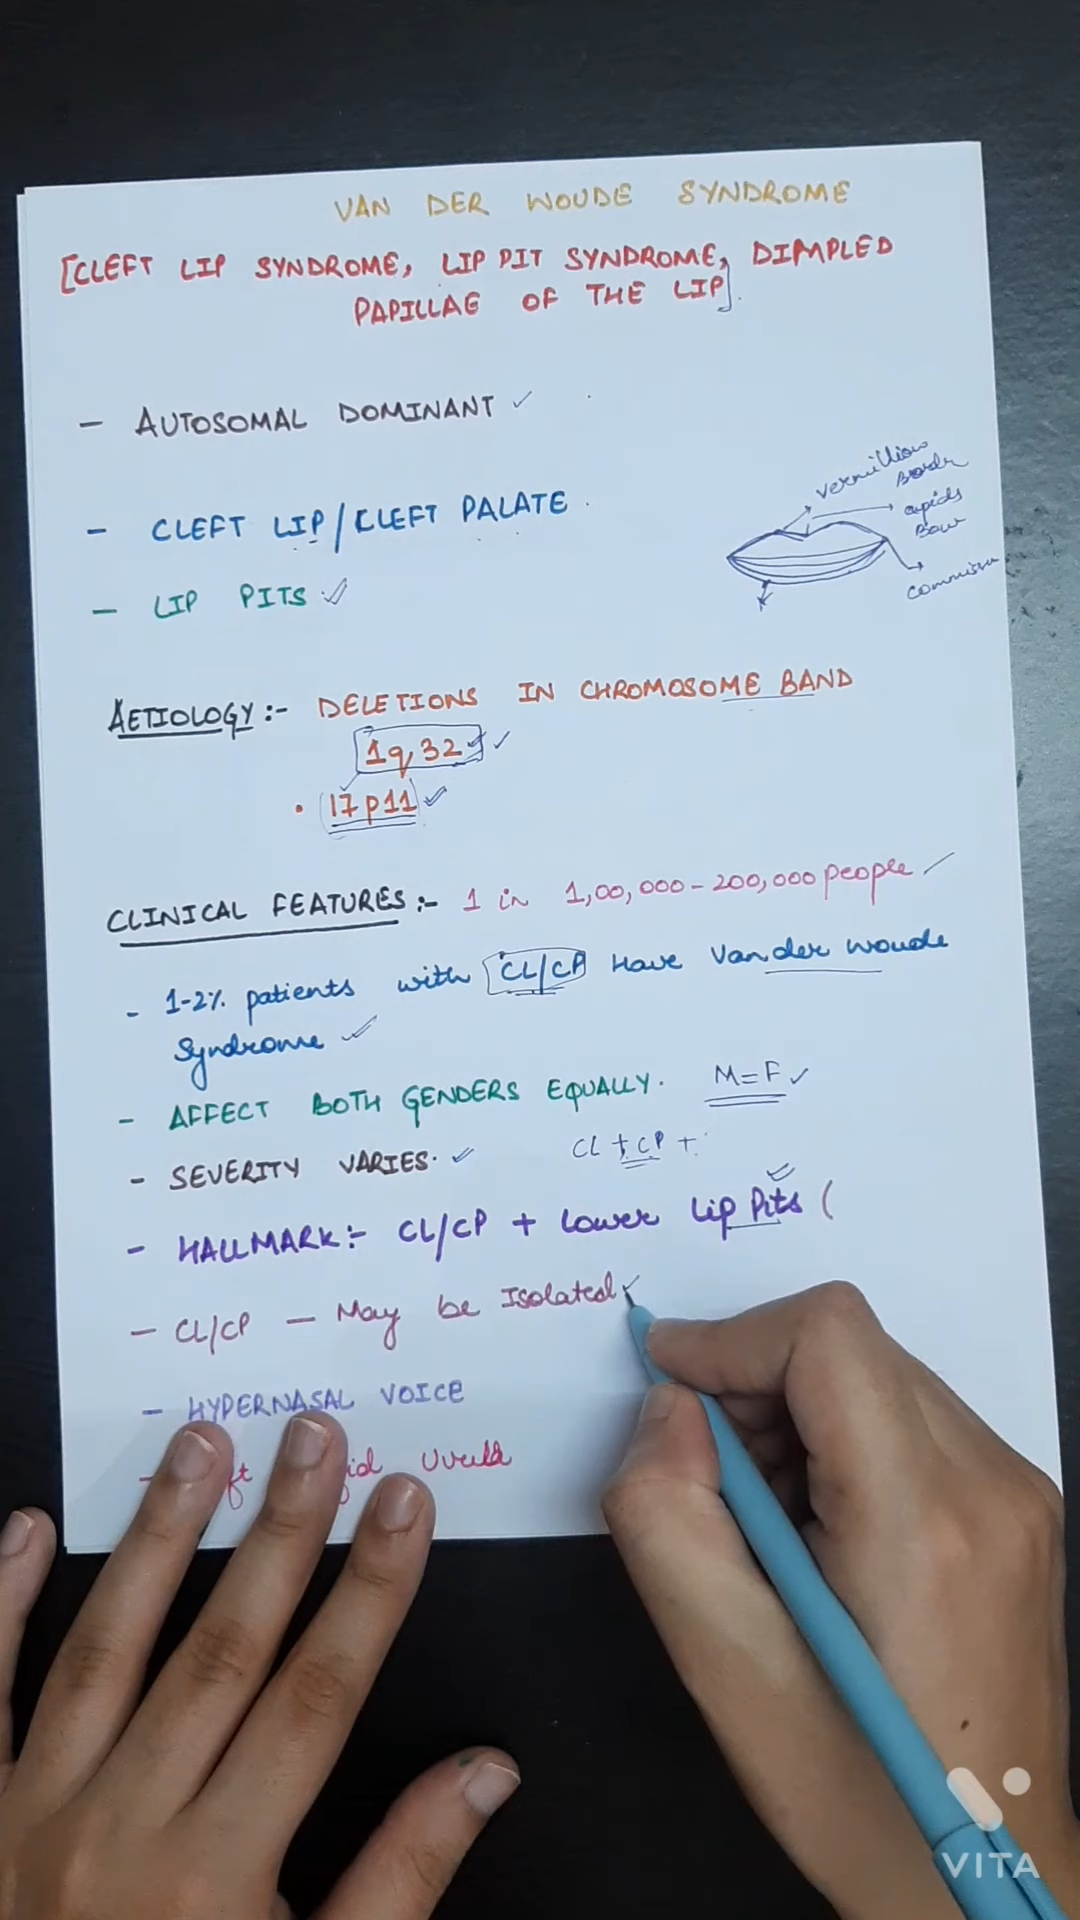 VAN DER WOUDE SYNDROME
[CLEFT LIP SYNDROME, LIP PIT SYNDROME, DIMPLED
PAPILLAE OF THE LIP].
- AUTOSOMAL DOMINANT ✓
vermillion
Border
- CLEFT LIP/CLEFT PALATE
cupids
Bow
- LIP PITS ✓
AETIOLOGY:- DELETIONS IN CHROMOSOME BAND
1q32 ✓
• 17p11 ✓
CLINICAL FEATURES:- 1 in 1,00,000-200,000 people
- 1-2% patients with CL/CP Have Van der woude
Syndrome ✓
- AFFECT BOTH GENDERS EQUALLY. M=F ✓
- SEVERITY VARIES. ✓ CL + CP +
- HALLMARK:- CL/CP + Lower lip Pits (
- CL/CP - May be Isolated ✓
- HYPERNASAL VOICE
- Uvula
VITA